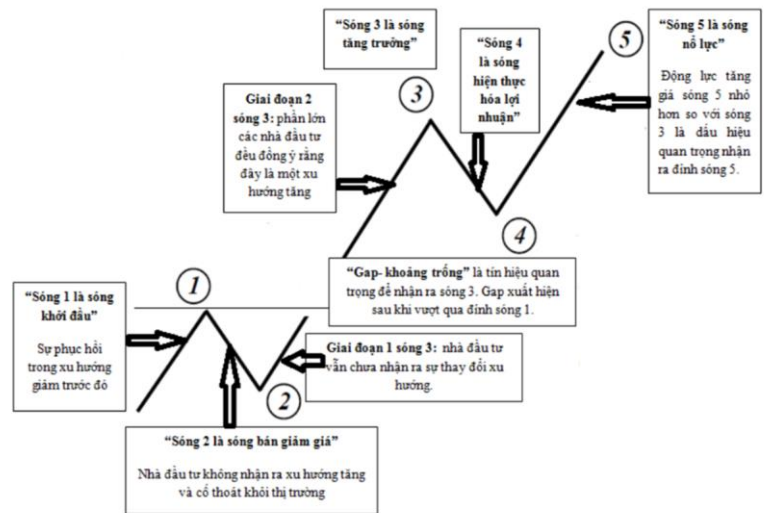 “Sóng 3 là sóng
tăng trưởng”
“Sóng 4
là sóng
hiện thực
hóa lợi
nhuận”
5
“Sóng 5 là sóng
nổ lực”
Động lực tăng
giá sóng 5 nhỏ
hơn so với sóng
3 là dấu hiệu
quan trọng nhận
ra đỉnh sóng 5.
Giai đoạn 2
sóng 3: phần lớn
các nhà đầu tư
đều đồng ý rằng
đây là một xu
hướng tăng
3
4
“Gap- khoảng trống” là tín hiệu quan
trọng để nhận ra sóng 3. Gap xuất hiện
sau khi vượt qua đỉnh sóng 1.
1
“Sóng 1 là sóng
khởi đầu”
Sự phục hồi
trong xu hướng
giảm trước đó
Giai đoạn 1 sóng 3: nhà đầu tư
vẫn chưa nhận ra sự thay đổi xu
hướng.
2
“Sóng 2 là sóng bán giảm giá”
Nhà đầu tư không nhận ra xu hướng tăng
và cố thoát khỏi thị trường